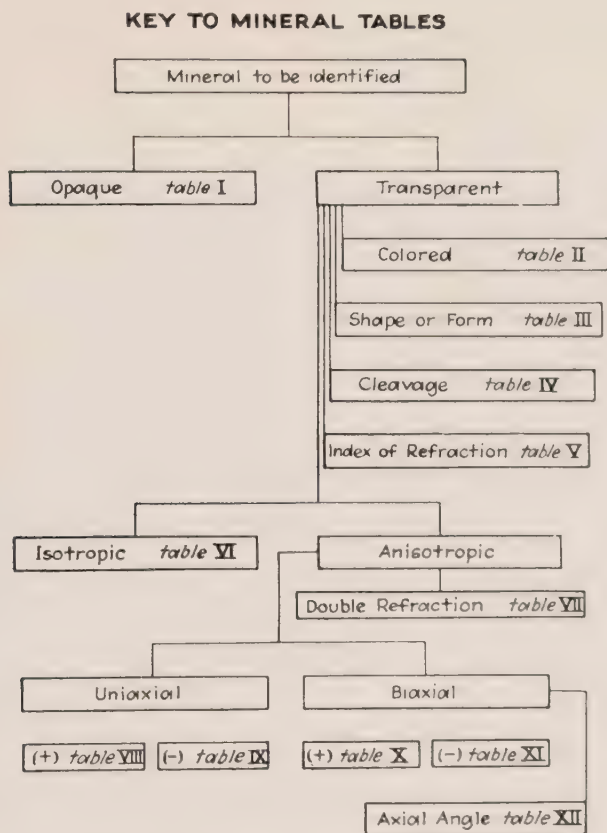 KEY TO MINERAL TABLES
Mineral to be identified
Opaque table I
Transparent
Colored table II
Shape or Form table III
Cleavage table IV
Index of Refraction table V
Isotropic table VI
Anisotropic
Double Refraction table VII
Uniaxial
Biaxial
(+) table VIII
(-) table IX
(+) table X
(-) table XI
Axial Angle table XII